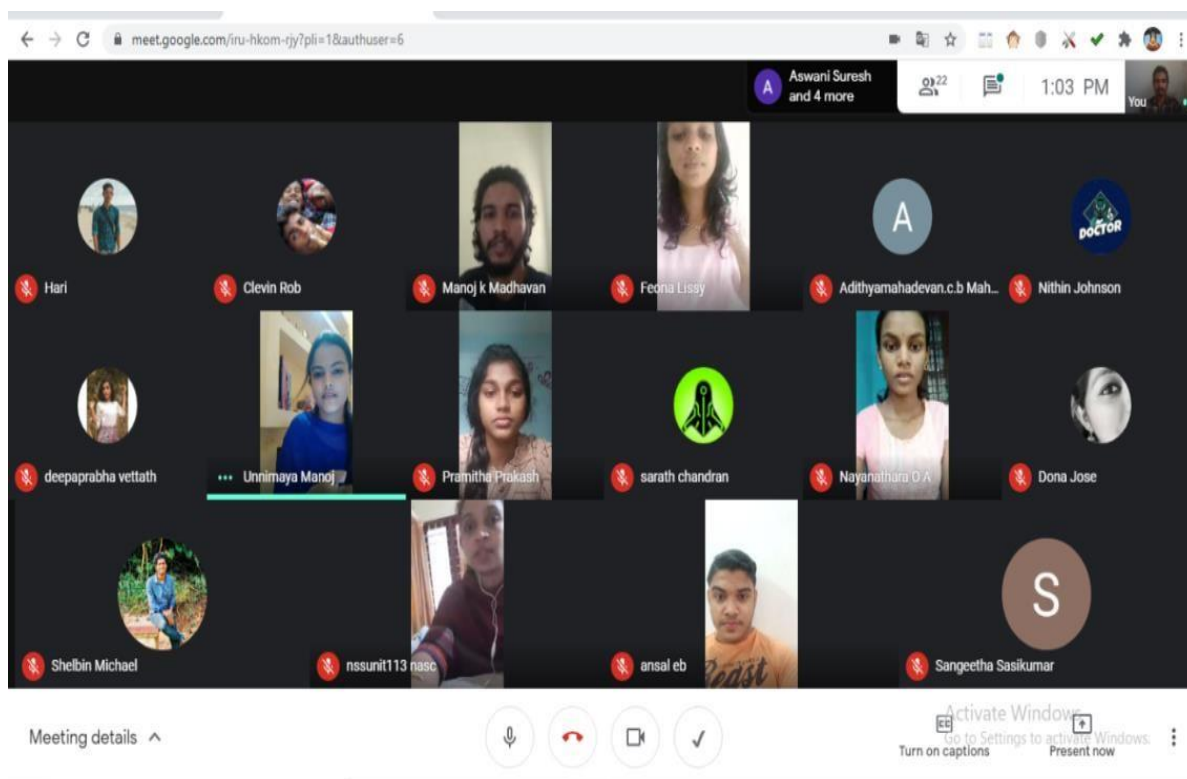 meet.google.com/iru-hkom-rjy?pli=1&authuser=6
A
Aswani Suresh
and 4 more
22
1:03 PM
You
A
DOCTOR
Hari
Clevin Rob
Manoj k Madhavan
Feona Lissy
Adithyamahadevan.c.b Mah...
Nithin Johnson
deepaprabha vettath
Unnimaya Manoj
Pramitha Prakash
sarath chandran
Nayanathara O A
Dona Jose
Beast
S
Shelbin Michael
nssunit113 nasc
ansal eb
Sangeetha Sasikumar
Meeting details
Activate Windows
Go to Settings to activate Windows.
Turn on captions
Present now